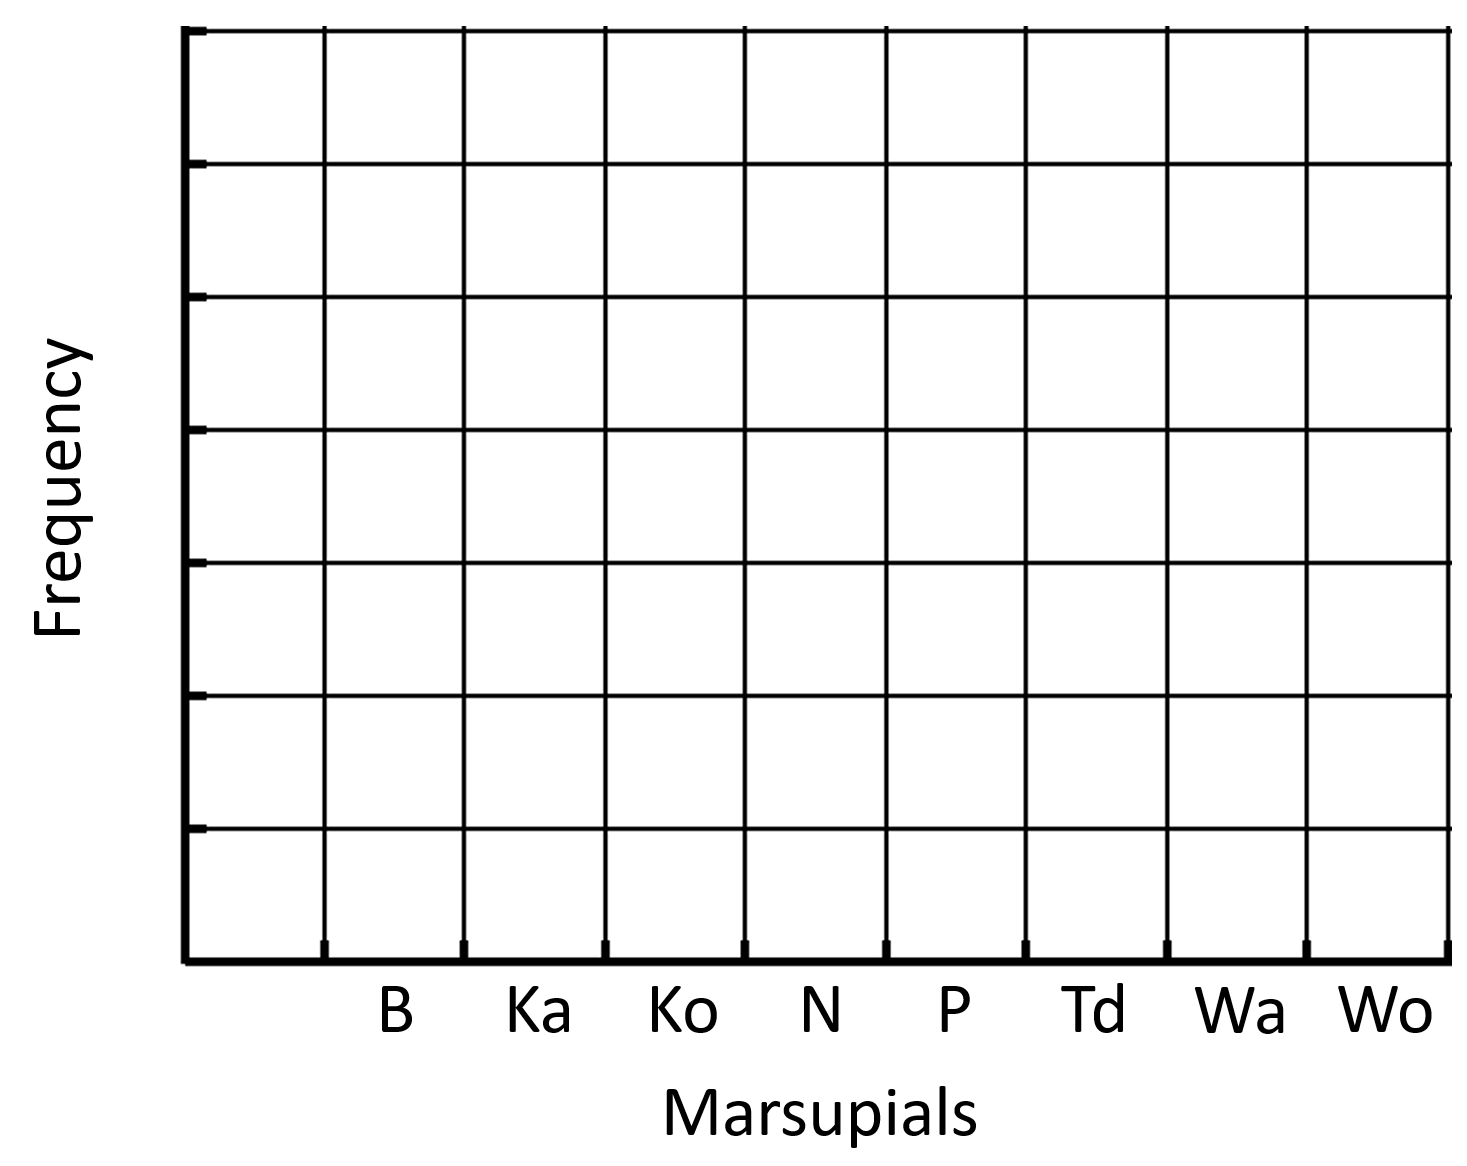 Frequency
B Ka Ko N P Td Wa Wo
Marsupials